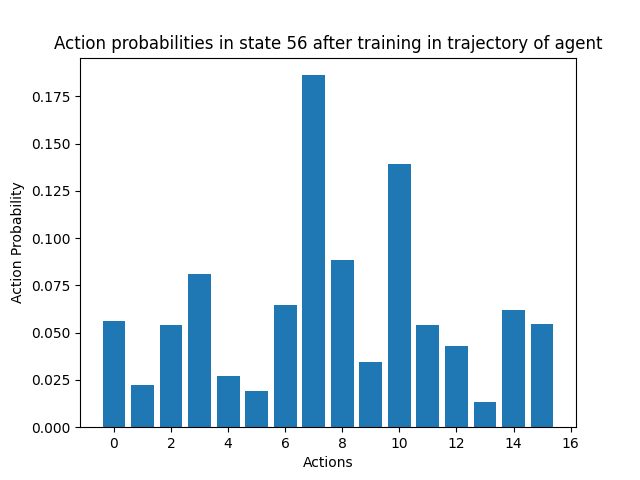 Action probabilities in state 56 after training in trajectory of agent
0.175
0.150
0.125
0.100
0.075
0.050
0.025
0.000
Action Probability
0 2 4 6 8 10 12 14 16
Actions